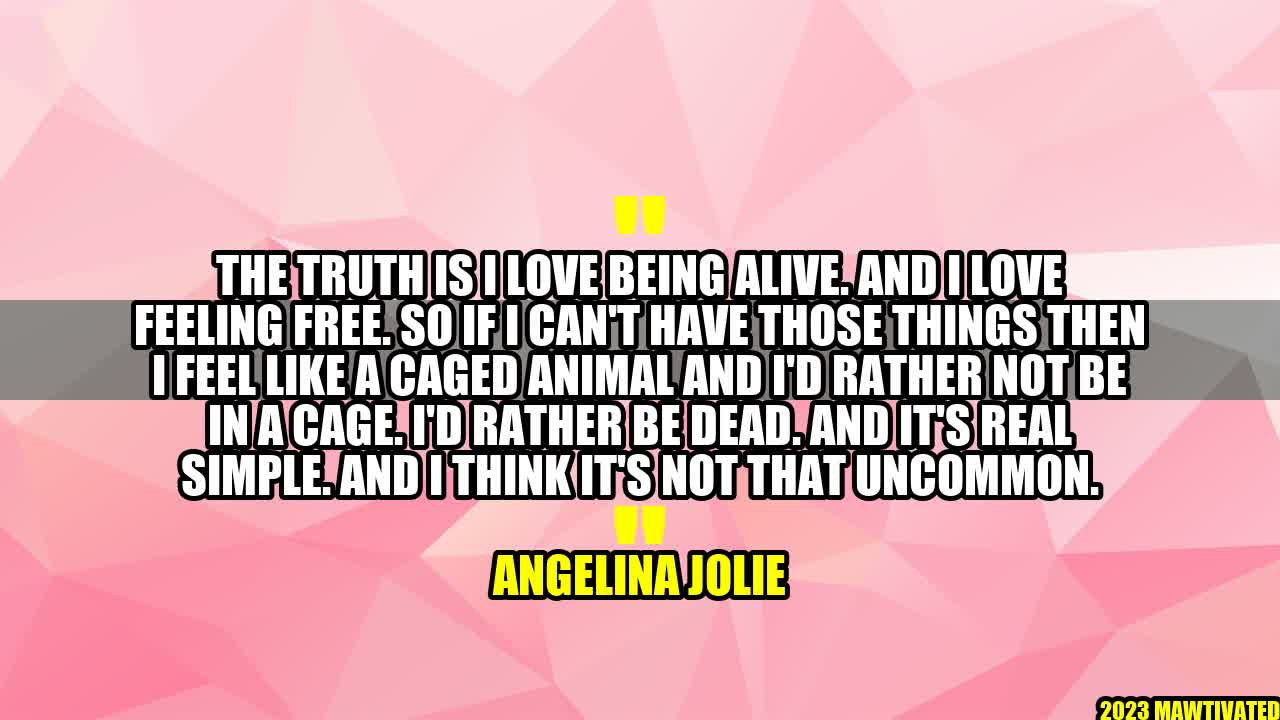 "
THE TRUTH IS I LOVE BEING ALIVE. AND I LOVE
FEELING FREE. SO IF I CAN'T HAVE THOSE THINGS THEN
I FEEL LIKE A CAGED ANIMAL AND I'D RATHER NOT BE
IN A CAGE. I'D RATHER BE DEAD. AND IT'S REAL
SIMPLE. AND I THINK IT'S NOT THAT UNCOMMON.
"
ANGELINA JOLIE
2023 MAWTIVATED